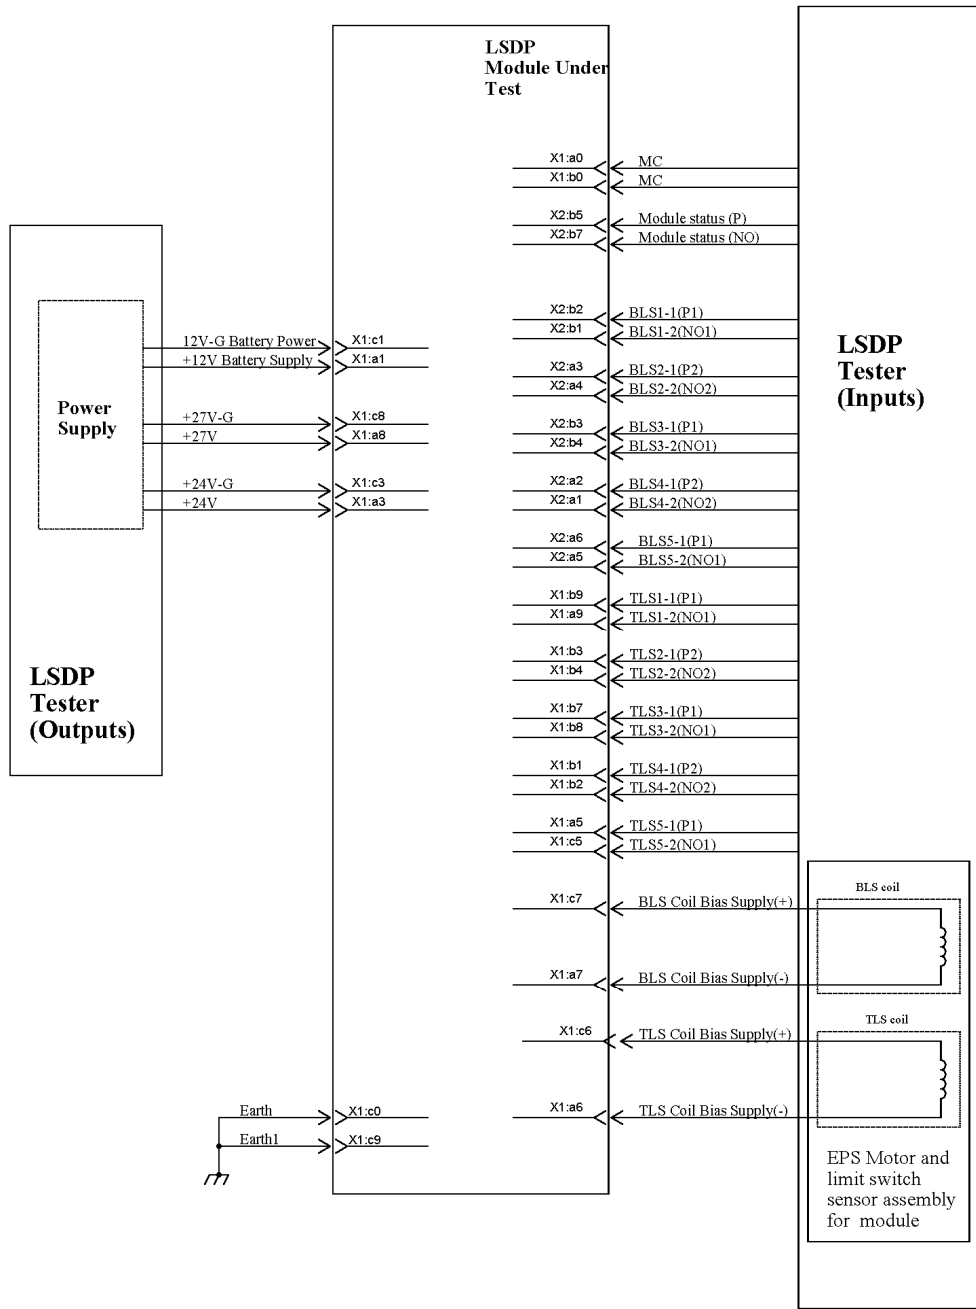 LSDP
Module Under
Test
X1:a0 MC
X1:b0 MC
X2:b5 Module status (P)
X2:b7 Module status (NO)
X2:b2 BLS1-1(P1)
X2:b1 BLS1-2(NO1)
X2:a3 BLS2-1(P2)
X2:a4 BLS2-2(NO2)
X2:b3 BLS3-1(P1)
X2:b4 BLS3-2(NO1)
X2:a2 BLS4-1(P2)
X2:a1 BLS4-2(NO2)
X2:a6 BLS5-1(P1)
X2:a5 BLS5-2(NO1)
X1:b9 TLS1-1(P1)
X1:a9 TLS1-2(NO1)
X1:b3 TLS2-1(P2)
X1:b4 TLS2-2(NO2)
X1:b7 TLS3-1(P1)
X1:b8 TLS3-2(NO1)
X1:b1 TLS4-1(P2)
X1:b2 TLS4-2(NO2)
X1:a5 TLS5-1(P1)
X1:c5 TLS5-2(NO1)
X1:c7 BLS Coil Bias Supply(+)
X1:a7 BLS Coil Bias Supply(-)
X1:c6 TLS Coil Bias Supply(+)
X1:a6 TLS Coil Bias Supply(-)
12V-G Battery Power X1:c1
+12V Battery Supply X1:a1
+27V-G X1:c8
+27V X1:a8
+24V-G X1:c3
+24V X1:a3
Power
Supply
LSDP
Tester
(Outputs)
Earth X1:c0
Earth1 X1:c9
LSDP
Tester
(Inputs)
BLS coil
TLS coil
EPS Motor and
limit switch
sensor assembly
for module